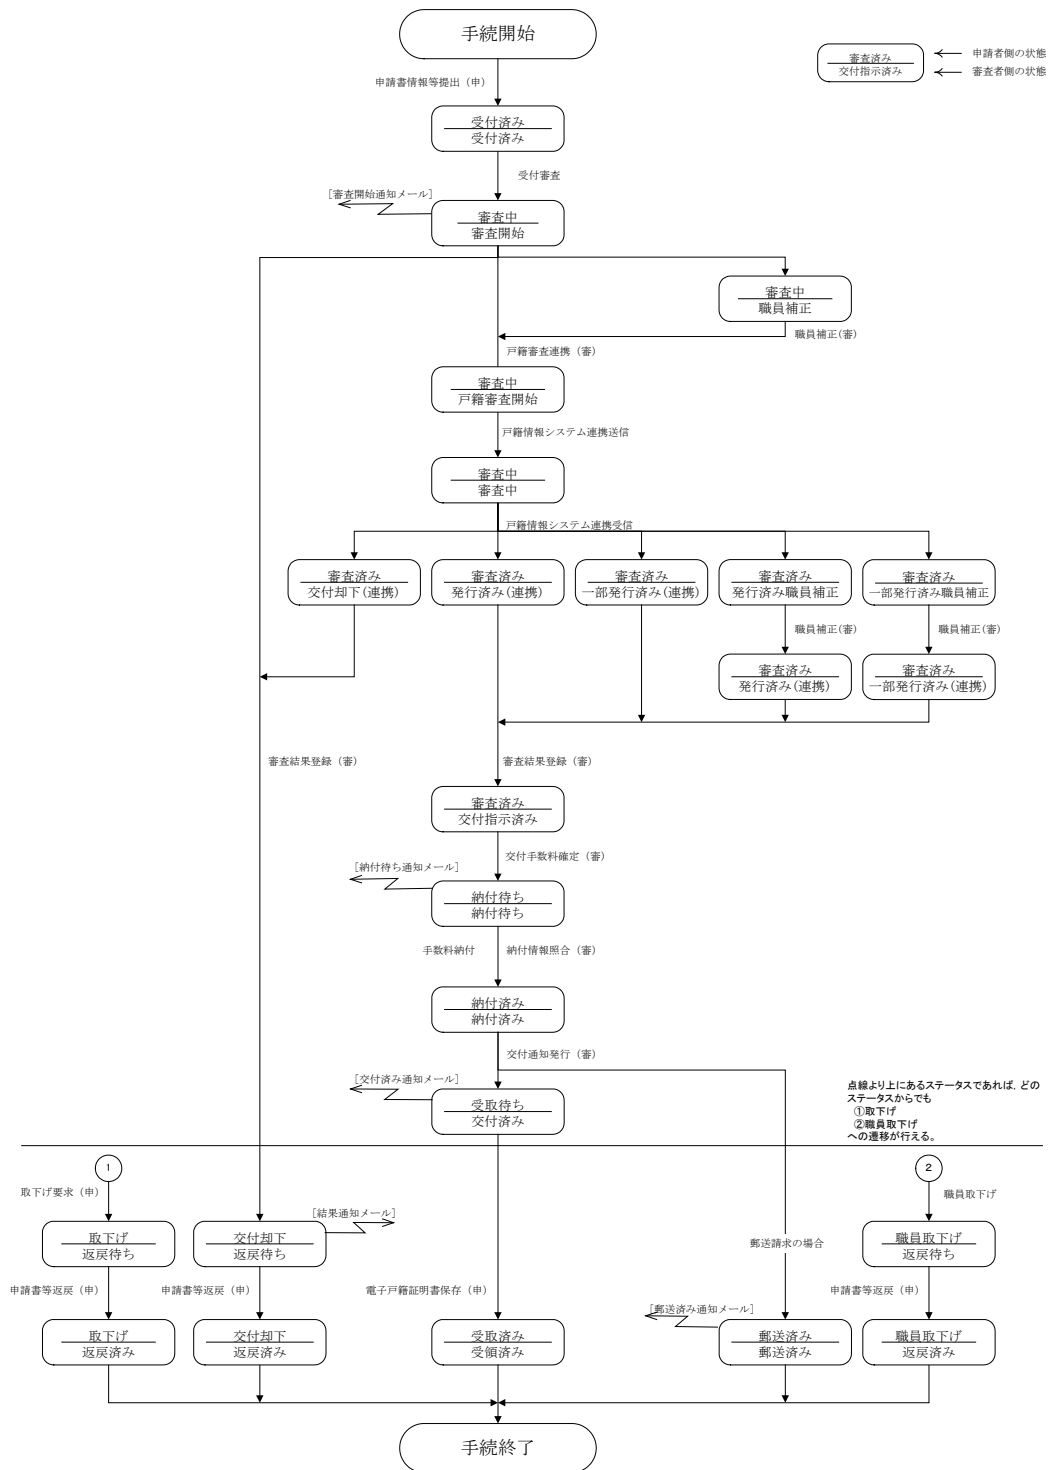 手続開始
審査済み
交付指示済み
申請者側の状態
審査者側の状態
申請書情報等提出（申）
受付済み
受付済み
受付審査
[審査開始通知メール]
審査中
審査開始
審査中
職員補正
職員補正(審)
戸籍審査連携（審）
審査中
戸籍審査開始
戸籍情報システム連携送信
審査中
審査中
戸籍情報システム連携受信
審査済み
交付却下(連携)
審査済み
発行済み(連携)
審査済み
一部発行済み(連携)
審査済み
発行済み職員補正
審査済み
一部発行済み職員補正
職員補正(審)
職員補正(審)
審査済み
発行済み(連携)
審査済み
一部発行済み(連携)
審査結果登録（審）
審査結果登録（審）
審査済み
交付指示済み
交付手数料確定（審）
[納付待ち通知メール]
納付待ち
納付待ち
手数料納付
納付情報照合（審）
納付済み
納付済み
交付通知発行（審）
[交付済み通知メール]
受取待ち
交付済み
点線より上にあるステータスであれば、どの
ステータスからでも
①取下げ
②職員取下げ
への遷移が行える。
1
2
取下げ要求（申）
職員取下げ
[結果通知メール]
取下げ
返戻待ち
交付却下
返戻待ち
郵送請求の場合
職員取下げ
返戻待ち
申請書等返戻（申）
申請書等返戻（申）
電子戸籍証明書保存（申）
申請書等返戻（申）
[郵送済み通知メール]
取下げ
返戻済み
交付却下
返戻済み
受取済み
受領済み
郵送済み
郵送済み
職員取下げ
返戻済み
手続終了